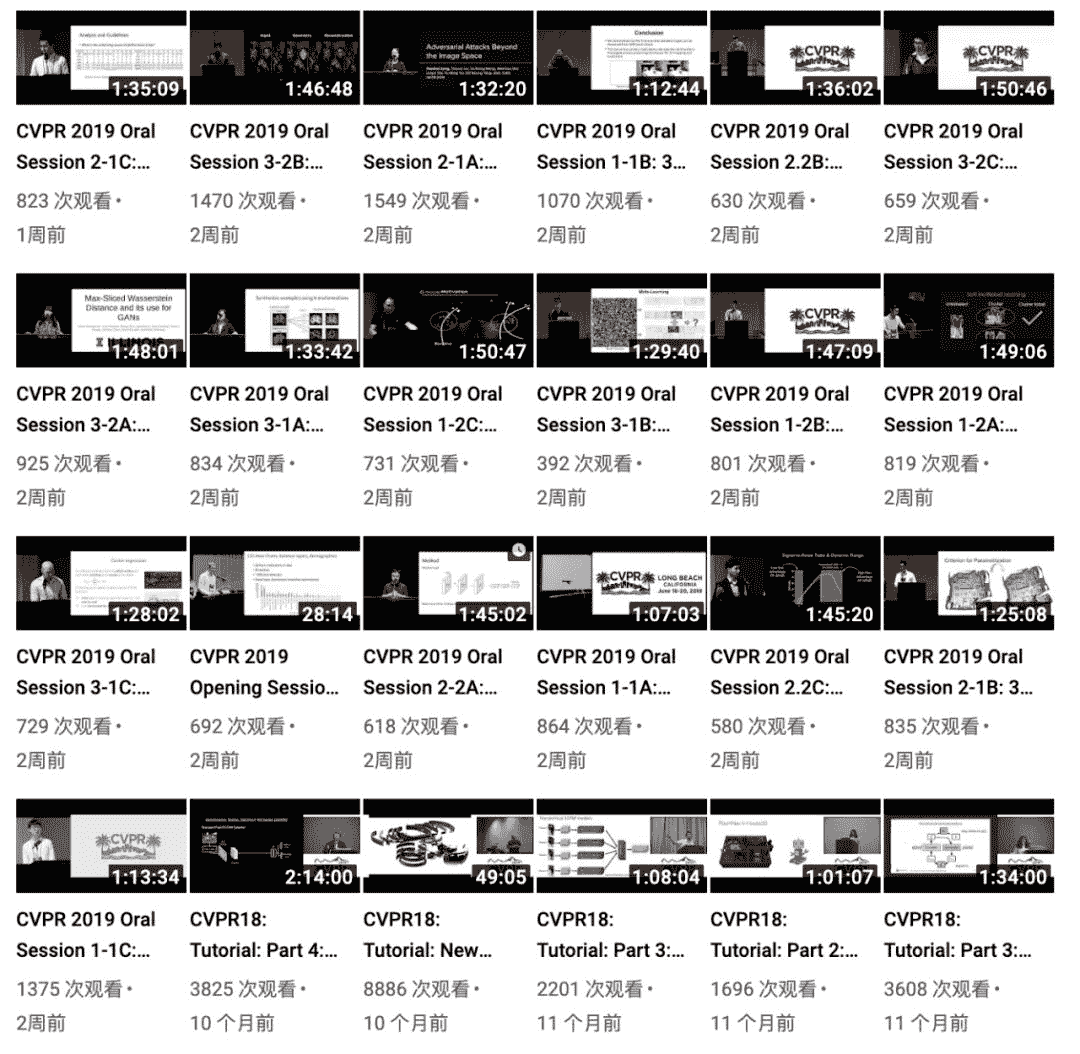 Analysis and Guidelines
1:35:09
Input
Geometry
Reconstruction
1:46:48
Adversarial Attacks Beyond
the Image Space
1:32:20
Conclusion
1:12:44
CVPR
1:36:02
CVPR
1:50:46
CVPR 2019 Oral
Session 2-1C:...
823 次观看 •
1周前
CVPR 2019 Oral
Session 3-2B:...
1470 次观看 •
2周前
CVPR 2019 Oral
Session 2-1A:...
1549 次观看 •
2周前
CVPR 2019 Oral
Session 1-1B: 3...
1070 次观看 •
2周前
CVPR 2019 Oral
Session 2.2B:...
630 次观看 •
2周前
CVPR 2019 Oral
Session 3-2C:...
659 次观看 •
2周前
Max-Sliced Wasserstein
Distance and its use for
GANs
ILLINOIS
1:48:01
Synthesize examples using transformations
1:33:42
1:50:47
Meta-Learning
1:29:40
CVPR
1:47:09
1:49:06
CVPR 2019 Oral
Session 3-2A:...
925 次观看 •
2周前
CVPR 2019 Oral
Session 3-1A:...
834 次观看 •
2周前
CVPR 2019 Oral
Session 1-2C:...
731 次观看 •
2周前
CVPR 2019 Oral
Session 3-1B:...
392 次观看 •
2周前
CVPR 2019 Oral
Session 1-2B:...
801 次观看 •
2周前
CVPR 2019 Oral
Session 1-2A:...
819 次观看 •
2周前
1:28:02
28:14
Method
1:45:02
CVPR
LONG BEACH
CALIFORNIA
June 16-20, 2019
1:07:03
1:45:20
Criterion for Parametrization
1:25:08
CVPR 2019 Oral
Session 3-1C:...
729 次观看 •
2周前
CVPR 2019
Opening Sessio...
692 次观看 •
2周前
CVPR 2019 Oral
Session 2-2A:...
618 次观看 •
2周前
CVPR 2019 Oral
Session 1-1A:...
864 次观看 •
2周前
CVPR 2019 Oral
Session 2.2C:...
580 次观看 •
2周前
CVPR 2019 Oral
Session 2-1B: 3...
835 次观看 •
2周前
CVPR
1:13:34
2:14:00
49:05
1:08:04
1:01:07
1:34:00
CVPR 2019 Oral
Session 1-1C:...
1375 次观看 •
2周前
CVPR18:
Tutorial: Part 4:...
3825 次观看 •
10 个月前
CVPR18:
Tutorial: New...
8886 次观看 •
10 个月前
CVPR18:
Tutorial: Part 3:...
2201 次观看 •
11 个月前
CVPR18:
Tutorial: Part 2:...
1696 次观看 •
11 个月前
CVPR18:
Tutorial: Part 3:...
3608 次观看 •
11 个月前